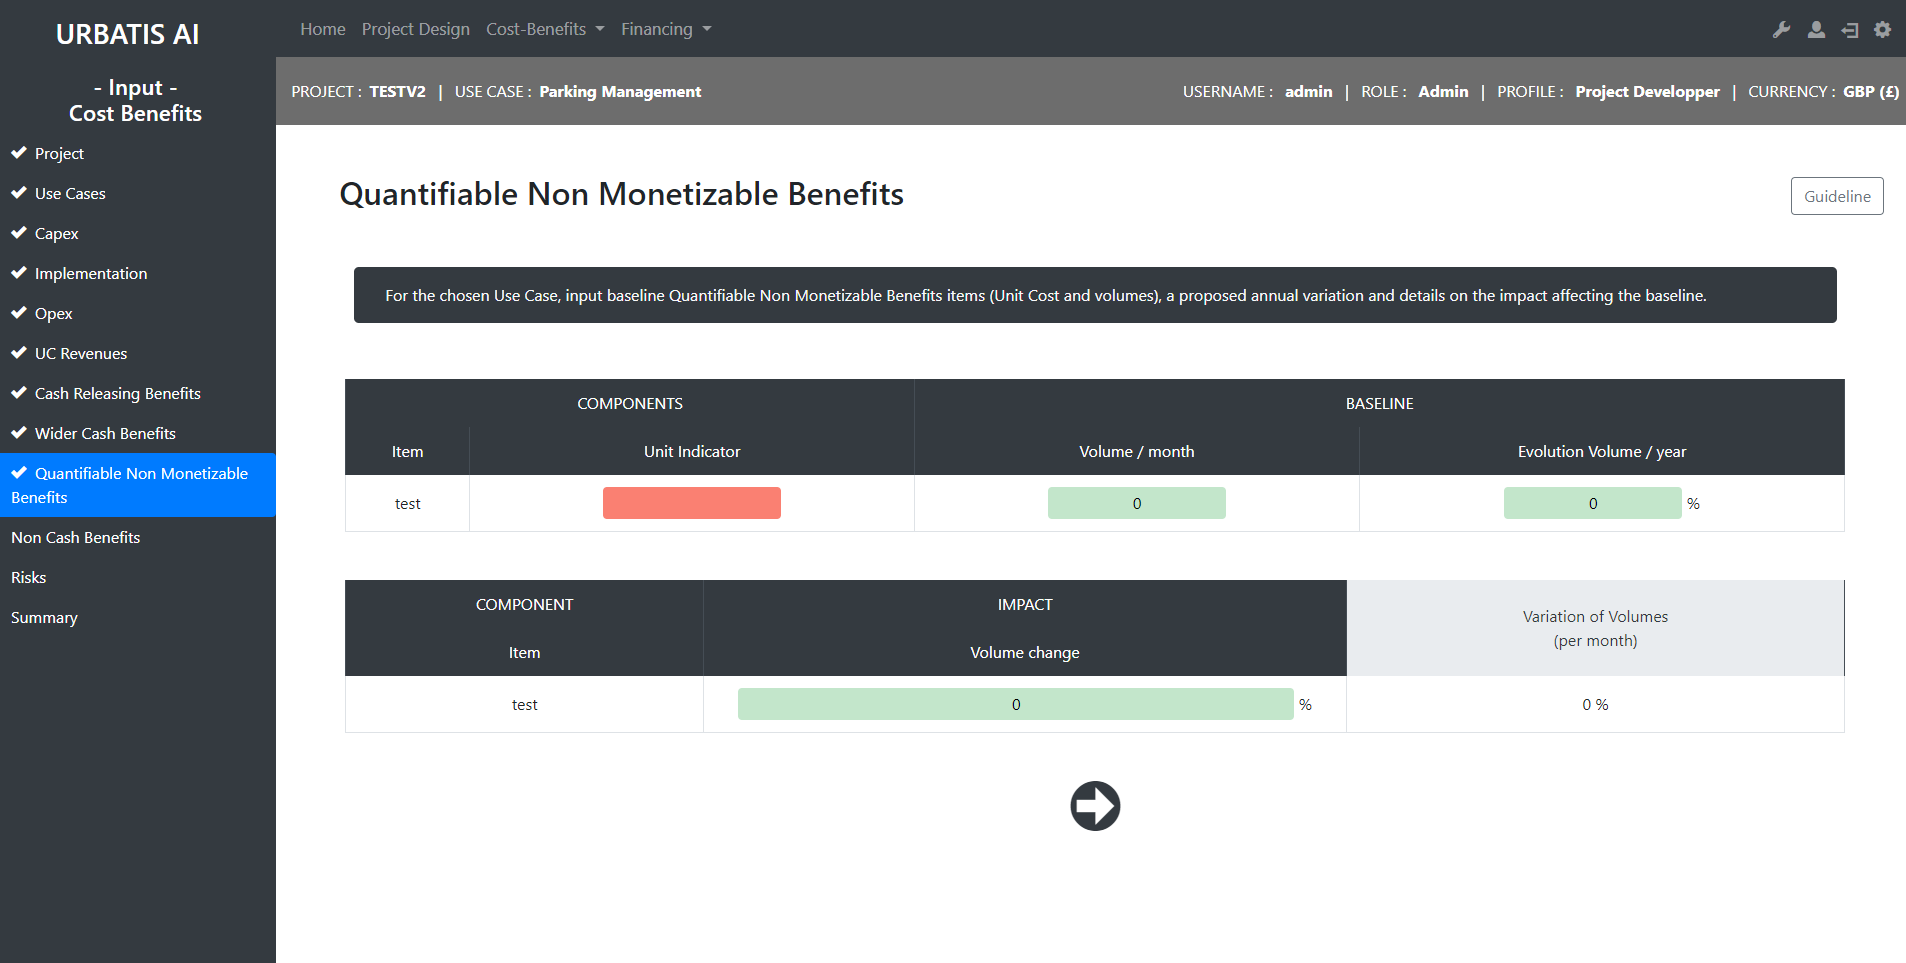 URBATIS AI
Home
Project Design
Cost-Benefits
Financing
- Input -
Cost Benefits
Project
Use Cases
Capex
Implementation
Opex
UC Revenues
Cash Releasing Benefits
Wider Cash Benefits
Quantifiable Non Monetizable
Benefits
Non Cash Benefits
Risks
Summary
PROJECT : TESTV2 | USE CASE : Parking Management
USERNAME : admin | ROLE : Admin | PROFILE : Project Developper | CURRENCY : GBP (£)
Quantifiable Non Monetizable Benefits
Guideline
For the chosen Use Case, input baseline Quantifiable Non Monetizable Benefits items (Unit Cost and volumes), a proposed annual variation and details on the impact affecting the baseline.
COMPONENTS BASELINE
Item Unit Indicator Volume / month Evolution Volume / year
test 0 0 %
COMPONENT IMPACT
Variation of Volumes
(per month)
Item Volume change
test 0 % 0 %